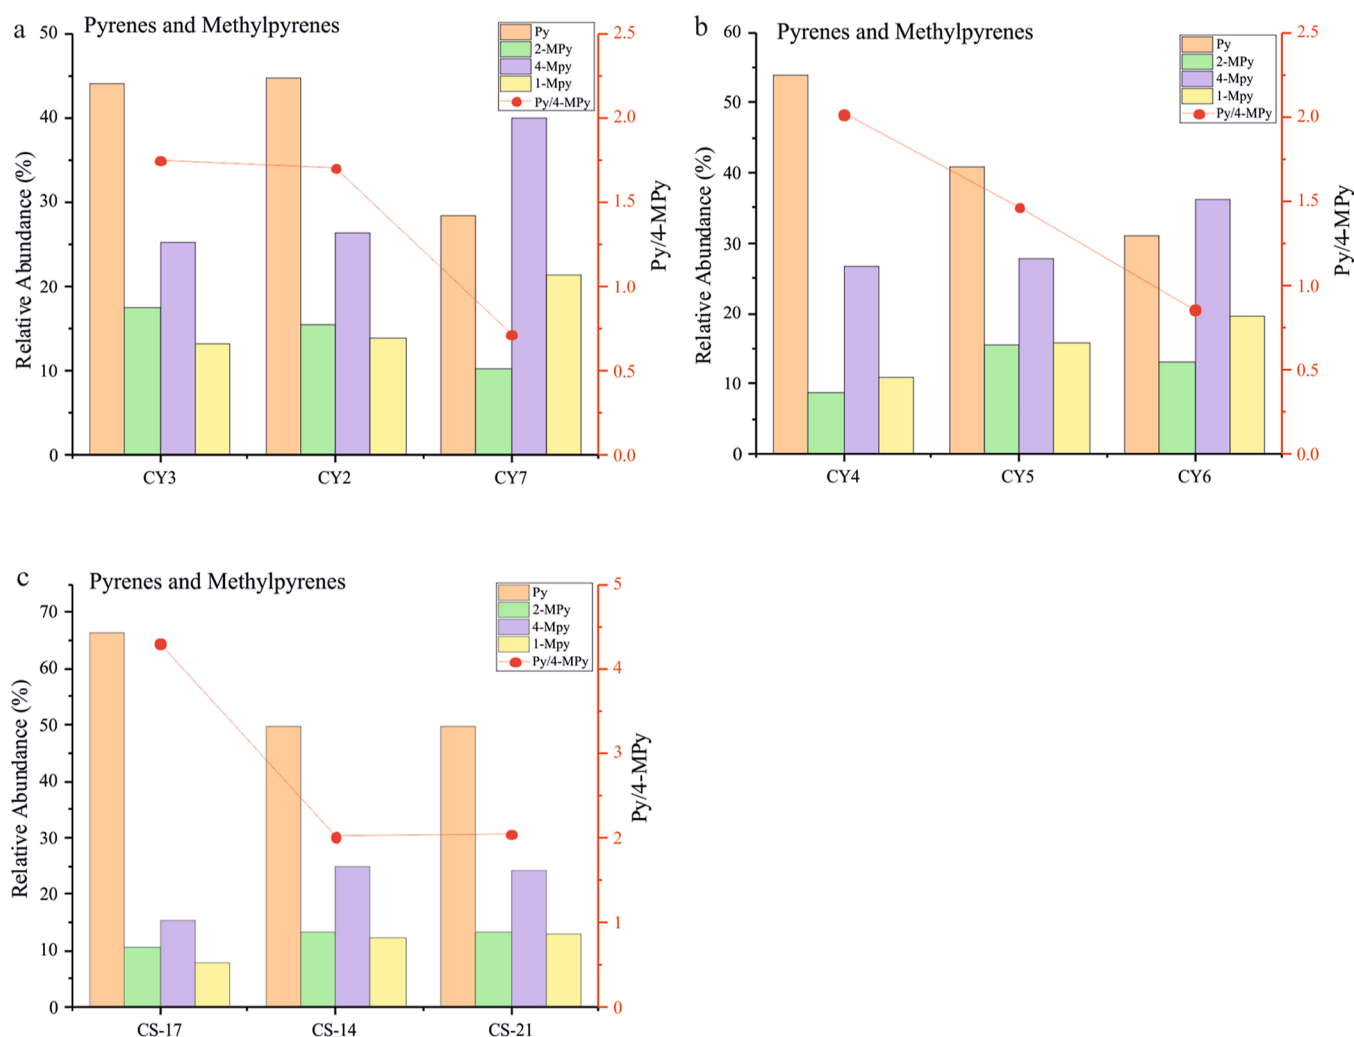 a
Pyrenes and Methylpyrenes
Py
2-MPy
4-Mpy
1-Mpy
Py/4-MPy
50
40
30
20
10
0
Relative Abundance (%)
2.5
2.0
1.5
1.0
0.5
0.0
Py/4-MPy
CY3 CY2 CY7
b
Pyrenes and Methylpyrenes
Py
2-MPy
4-Mpy
1-Mpy
Py/4-MPy
60
50
40
30
20
10
0
Relative Abundance (%)
2.5
2.0
1.5
1.0
0.5
0.0
Py/4-MPy
CY4 CY5 CY6
c
Pyrenes and Methylpyrenes
Py
2-MPy
4-Mpy
1-Mpy
Py/4-MPy
70
60
50
40
30
20
10
0
Relative Abundance (%)
5
4
3
2
1
0
Py/4-MPy
CS-17 CS-14 CS-21